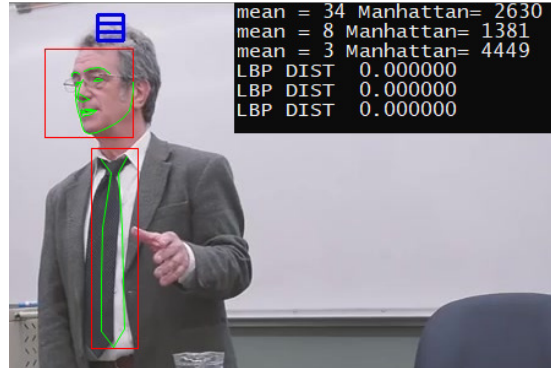 mean = 34 Manhattan= 2630
mean = 8 Manhattan= 1381
mean = 3 Manhattan= 4449
LBP DIST  0.000000
LBP DIST  0.000000
LBP DIST  0.000000